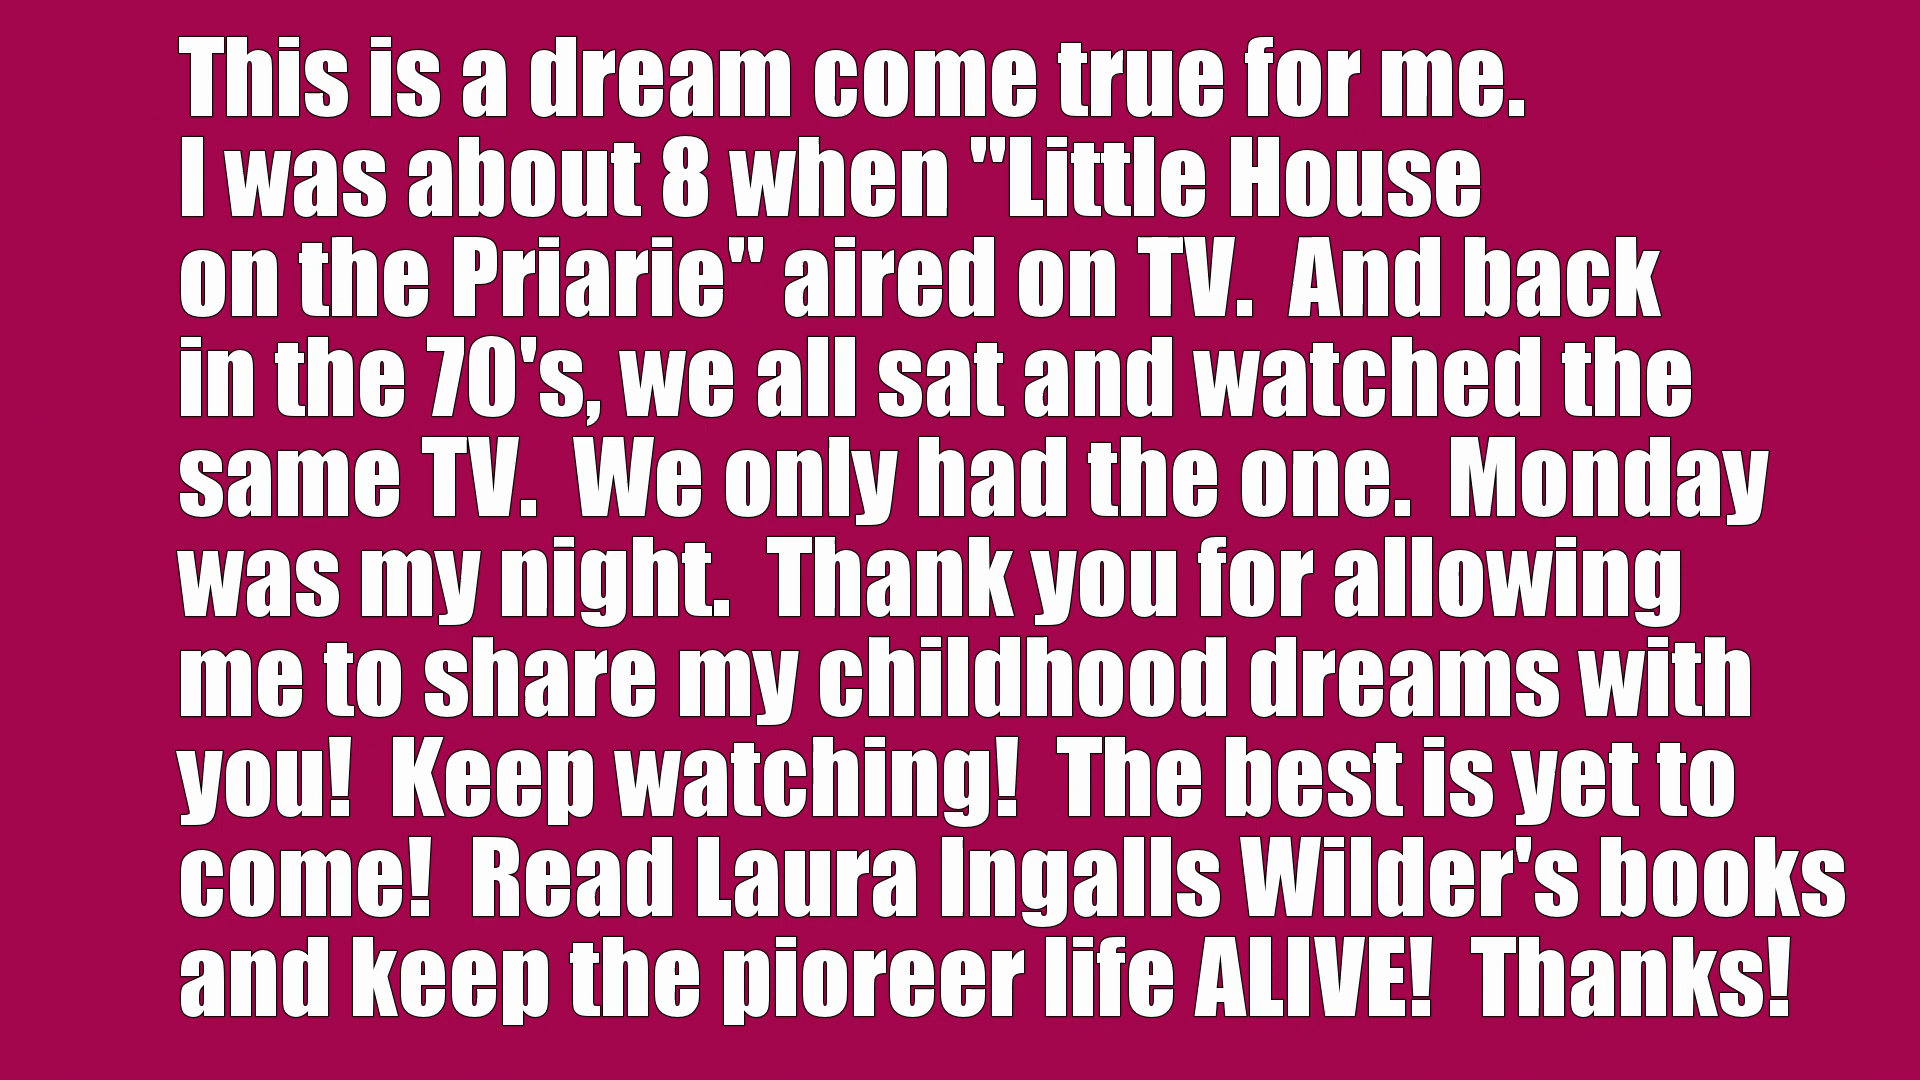 This is a dream come true for me.
I was about 8 when "Little House
on the Priarie" aired on TV.  And back
in the 70's, we all sat and watched the
same TV.  We only had the one.  Monday
was my night.  Thank you for allowing
me to share my childhood dreams with
you!  Keep watching!  The best is yet to
come!  Read Laura Ingalls Wilder's books
and keep the pioreer life ALIVE!  Thanks!